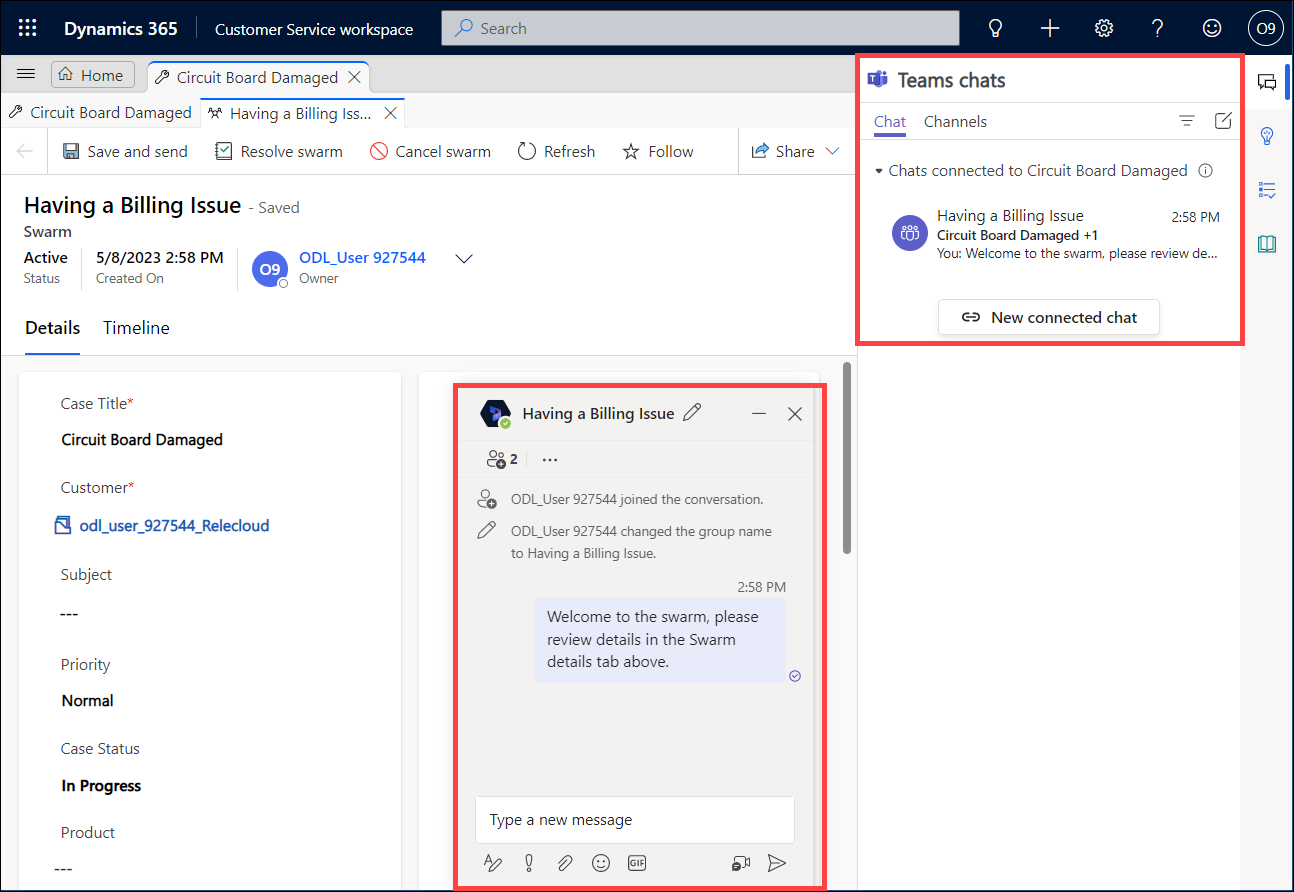 Dynamics 365
Customer Service workspace
Search
O9
Home
Circuit Board Damaged
Circuit Board Damaged
Having a Billing Iss...
Save and send
Resolve swarm
Cancel swarm
Refresh
Follow
Share
Having a Billing Issue - Saved
Swarm
Active
Status
5/8/2023 2:58 PM
Created On
O9
ODL_User 927544
Owner
Details
Timeline
Case Title*
Circuit Board Damaged
Customer*
odl_user_927544_Relecloud
Subject
---
Priority
Normal
Case Status
In Progress
Product
---
Having a Billing Issue
2
ODL_User 927544 joined the conversation.
ODL_User 927544 changed the group name
to Having a Billing Issue.
2:58 PM
Welcome to the swarm, please
review details in the Swarm
details tab above.
Type a new message
GIF
Teams chats
Chat
Channels
Chats connected to Circuit Board Damaged
Having a Billing Issue
2:58 PM
Circuit Board Damaged +1
You: Welcome to the swarm, please review de...
New connected chat